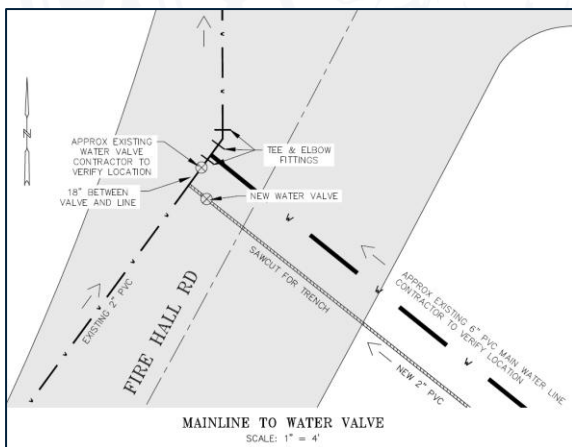 N
APPROX EXISTING
WATER VALVE
CONTRACTOR TO
VERIFY LOCATION
TEE & ELBOW
FITTINGS
18" BETWEEN
VALVE AND LINE
NEW WATER VALVE
SAWCUT FOR TRENCH
EXISTING 2" PVC
FIRE HALL RD
APPROX EXISTING 6" PVC MAIN WATER LINE
CONTRACTOR TO VERIFY LOCATION
NEW 2" PVC
W
W
W
MAINLINE TO WATER VALVE
SCALE: 1" = 4'